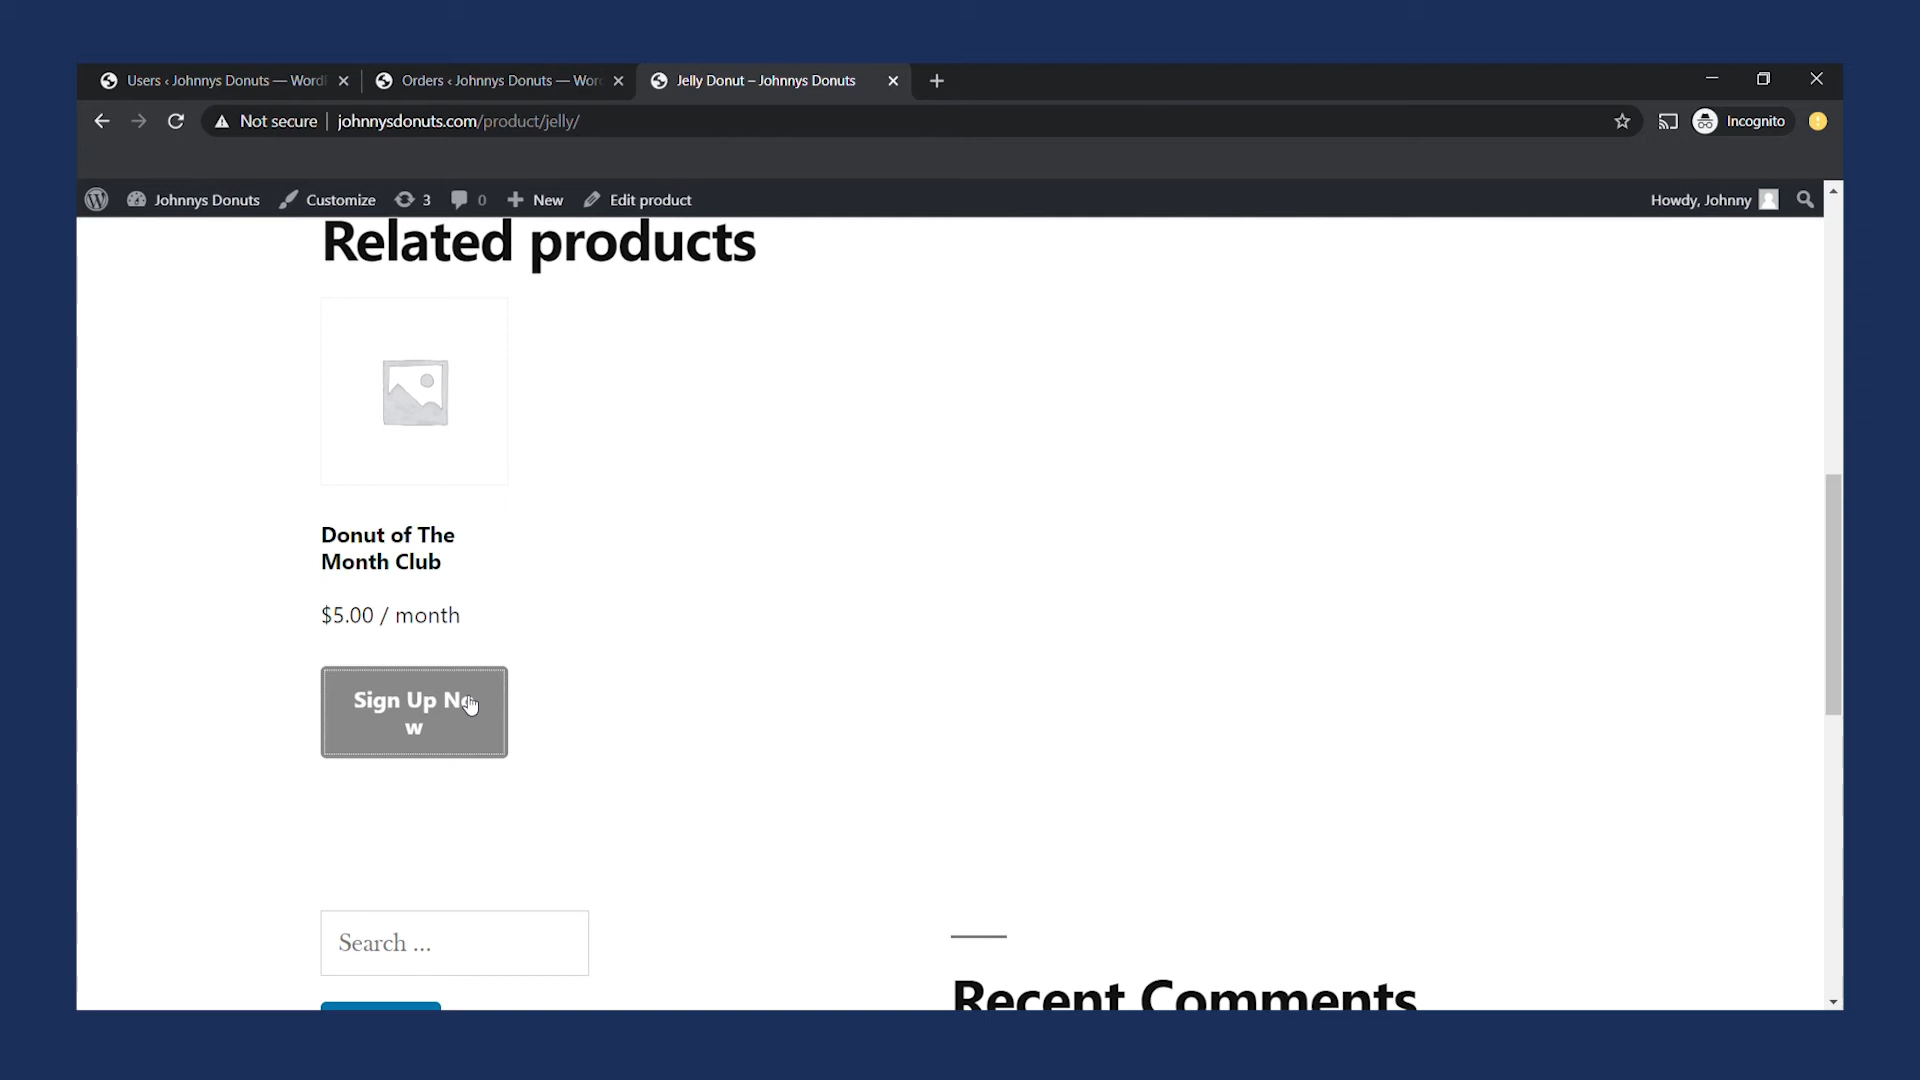 Users ‹ Johnnys Donuts — Word
Orders ‹ Johnnys Donuts — Wor
Jelly Donut – Johnnys Donuts
Not secure
johnnysdonuts.com/product/jelly/
Incognito
Johnnys Donuts
Customize
3
0
New
Edit product
Howdy, Johnny
Related products
Donut of The
Month Club
$5.00 / month
Sign Up No
w
Search ...
Recent Comments